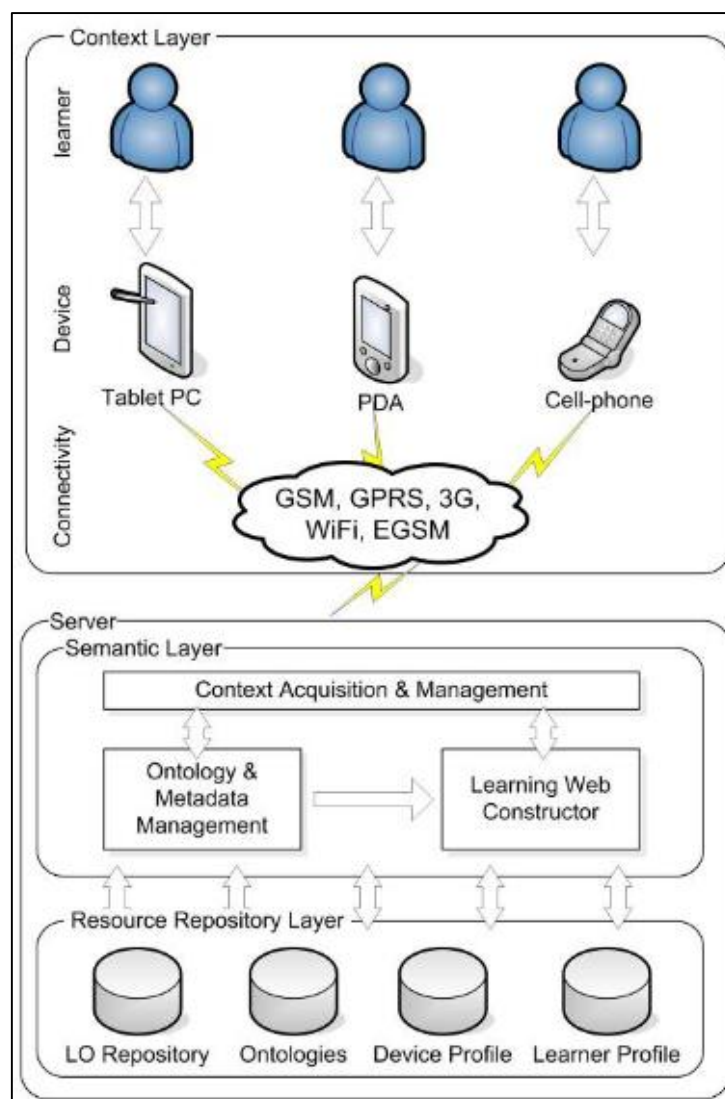 Context Layer
learner
Device
Tablet PC
PDA
Cell-phone
Connectivity
GSM, GPRS, 3G,
WiFi, EGSM
Server
Semantic Layer
Context Acquisition & Management
Ontology &
Metadada
Management
Learning Web
Constructor
Resource Repository Layer
LO Repository
Ontologies
Device Profile
Learner Profile